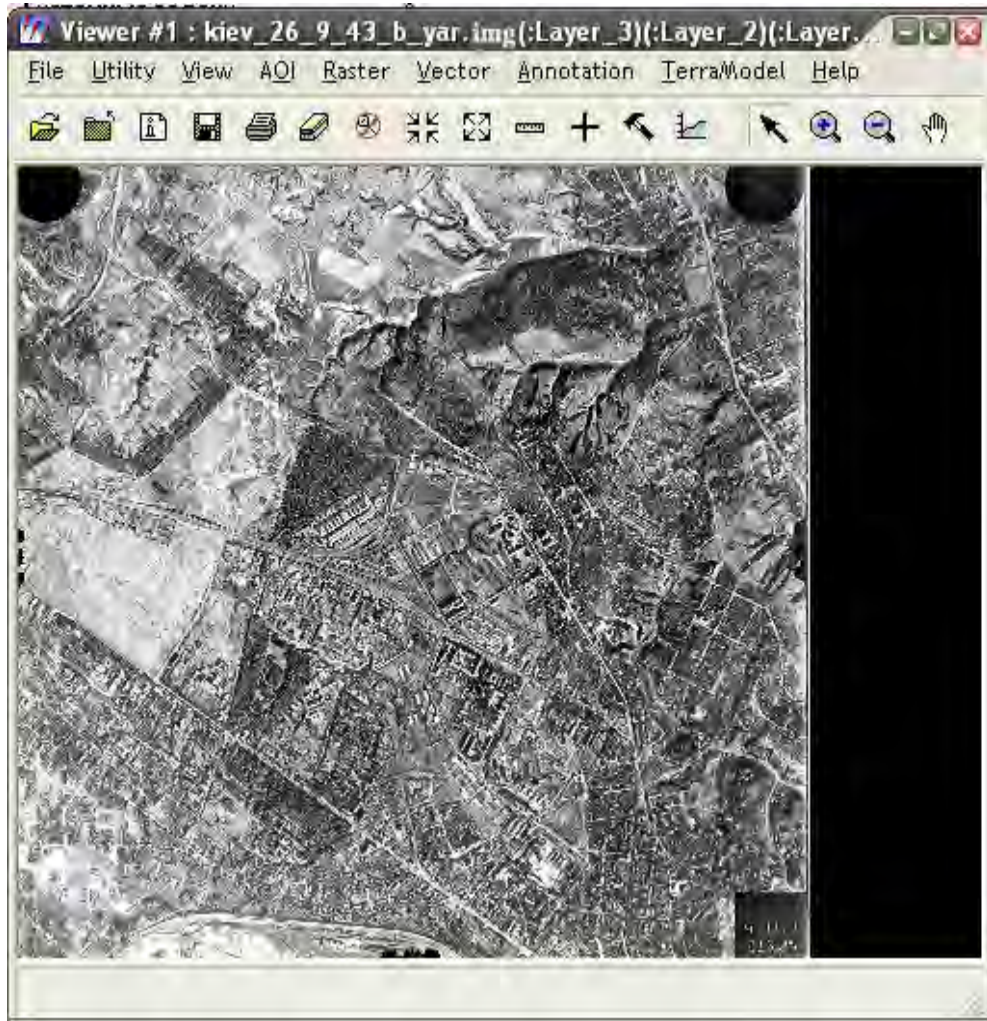 Viewer #1 : kiev_26_9_43_b_yar.img(:Layer_3)(:Layer_2)(:Layer...
File Utility View AOI Raster Vector Annotation TerraModel Help